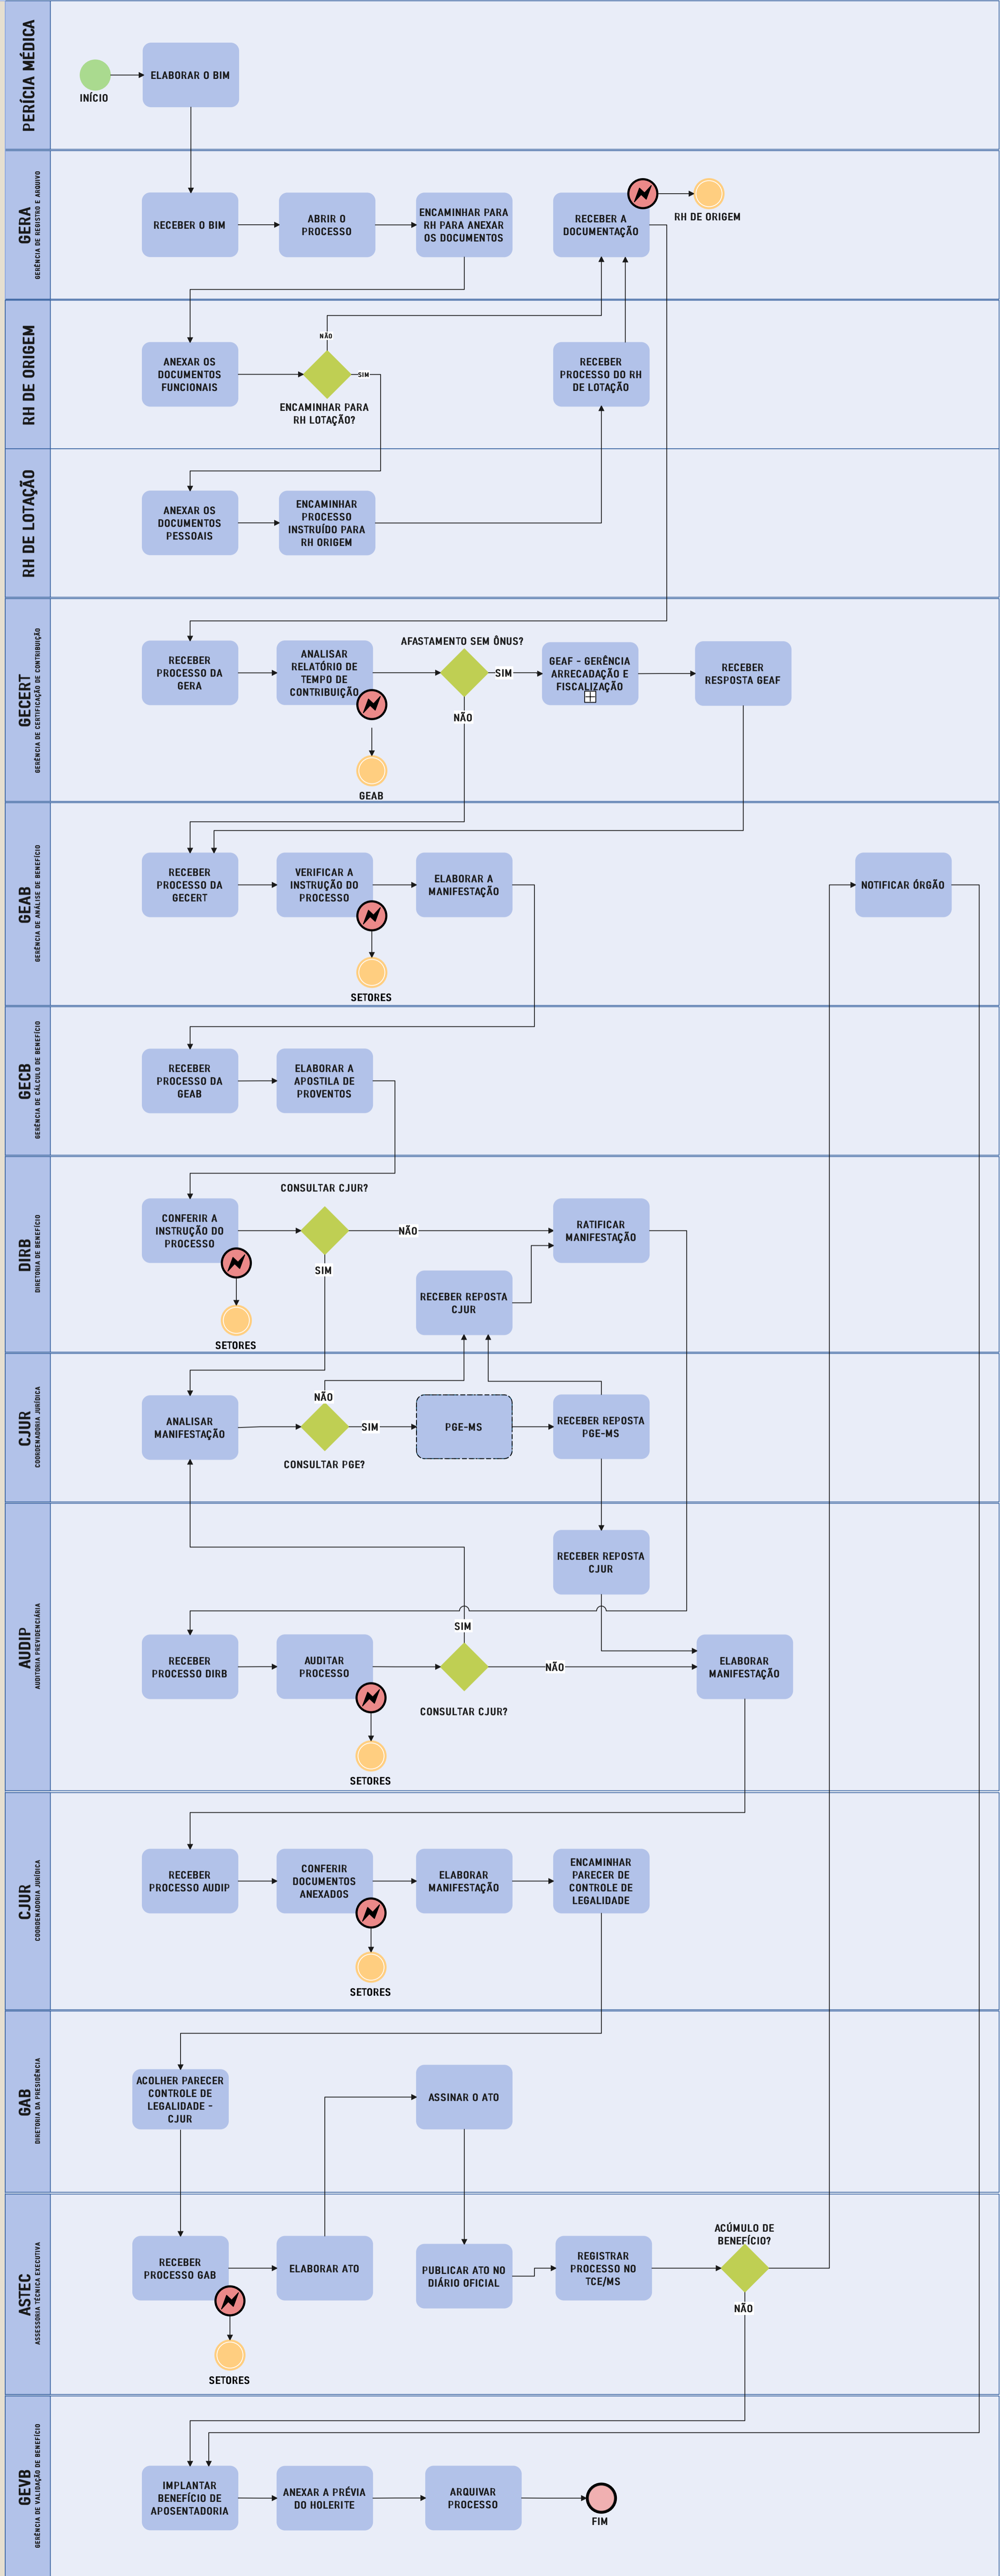 PERÍCIA MÉDICA
INÍCIO
ELABORAR O BIM
GERA
GERÊNCIA DE REGISTRO E ARQUIVO
RECEBER O BIM
ABRIR O
PROCESSO
ENCAMINHAR PARA
RH PARA ANEXAR
OS DOCUMENTOS
RECEBER A
DOCUMENTAÇÃO
RH DE ORIGEM
RH DE ORIGEM
ANEXAR OS
DOCUMENTOS
FUNCIONAIS
NÃO
SIM
ENCAMINHAR PARA
RH LOTAÇÃO?
RECEBER
PROCESSO DO RH
DE LOTAÇÃO
RH DE LOTAÇÃO
ANEXAR OS
DOCUMENTOS
PESSOAIS
ENCAMINHAR
PROCESSO
INSTRUÍDO PARA
RH ORIGEM
GECERT
GERÊNCIA DE CERTIFICAÇÃO DE CONTRIBUIÇÃO
RECEBER
PROCESSO DA
GERA
ANALISAR
RELATÓRIO DE
TEMPO DE
CONTRIBUIÇÃO
GEAB
AFASTAMENTO SEM ÔNUS?
SIM
NÃO
GEAF - GERÊNCIA
ARRECADAÇÃO E
FISCALIZAÇÃO
RECEBER
RESPOSTA GEAF
GEAB
GERÊNCIA DE ANÁLISE DE BENEFÍCIO
RECEBER
PROCESSO DA
GECERT
VERIFICAR A
INSTRUÇÃO DO
PROCESSO
SETORES
ELABORAR A
MANIFESTAÇÃO
NOTIFICAR ÓRGÃO
GECB
GERÊNCIA DE CÁLCULO DE BENEFÍCIO
RECEBER
PROCESSO DA
GEAB
ELABORAR A
APOSTILA DE
PROVENTOS
DIRB
DIRETORIA DE BENEFÍCIO
CONFERIR A
INSTRUÇÃO DO
PROCESSO
SETORES
CONSULTAR CJUR?
NÃO
SIM
RECEBER REPOSTA
CJUR
RATIFICAR
MANIFESTAÇÃO
CJUR
COORDENADORIA JURÍDICA
ANALISAR
MANIFESTAÇÃO
NÃO
SIM
CONSULTAR PGE?
PGE-MS
RECEBER REPOSTA
PGE-MS
AUDIP
AUDITORIA PREVIDENCIÁRIA
RECEBER REPOSTA
CJUR
RECEBER
PROCESSO DIRB
AUDITAR
PROCESSO
SETORES
SIM
NÃO
CONSULTAR CJUR?
ELABORAR
MANIFESTAÇÃO
CJUR
COORDENADORIA JURÍDICA
RECEBER
PROCESSO AUDIP
CONFERIR
DOCUMENTOS
ANEXADOS
SETORES
ELABORAR
MANIFESTAÇÃO
ENCAMINHAR
PARECER DE
CONTROLE DE
LEGALIDADE
GAB
DIRETORIA DA PRESIDÊNCIA
ACOLHER PARECER
CONTROLE DE
LEGALIDADE -
CJUR
ASSINAR O ATO
ASTEC
ASSESSORIA TÉCNICA EXECUTIVA
RECEBER
PROCESSO GAB
SETORES
ELABORAR ATO
PUBLICAR ATO NO
DIÁRIO OFICIAL
REGISTRAR
PROCESSO NO
TCE/MS
ACÚMULO DE
BENEFÍCIO?
NÃO
GEVB
GERÊNCIA DE VALIDAÇÃO DE BENEFÍCIO
IMPLANTAR
BENEFÍCIO DE
APOSENTADORIA
ANEXAR A PRÉVIA
DO HOLERITE
ARQUIVAR
PROCESSO
FIM